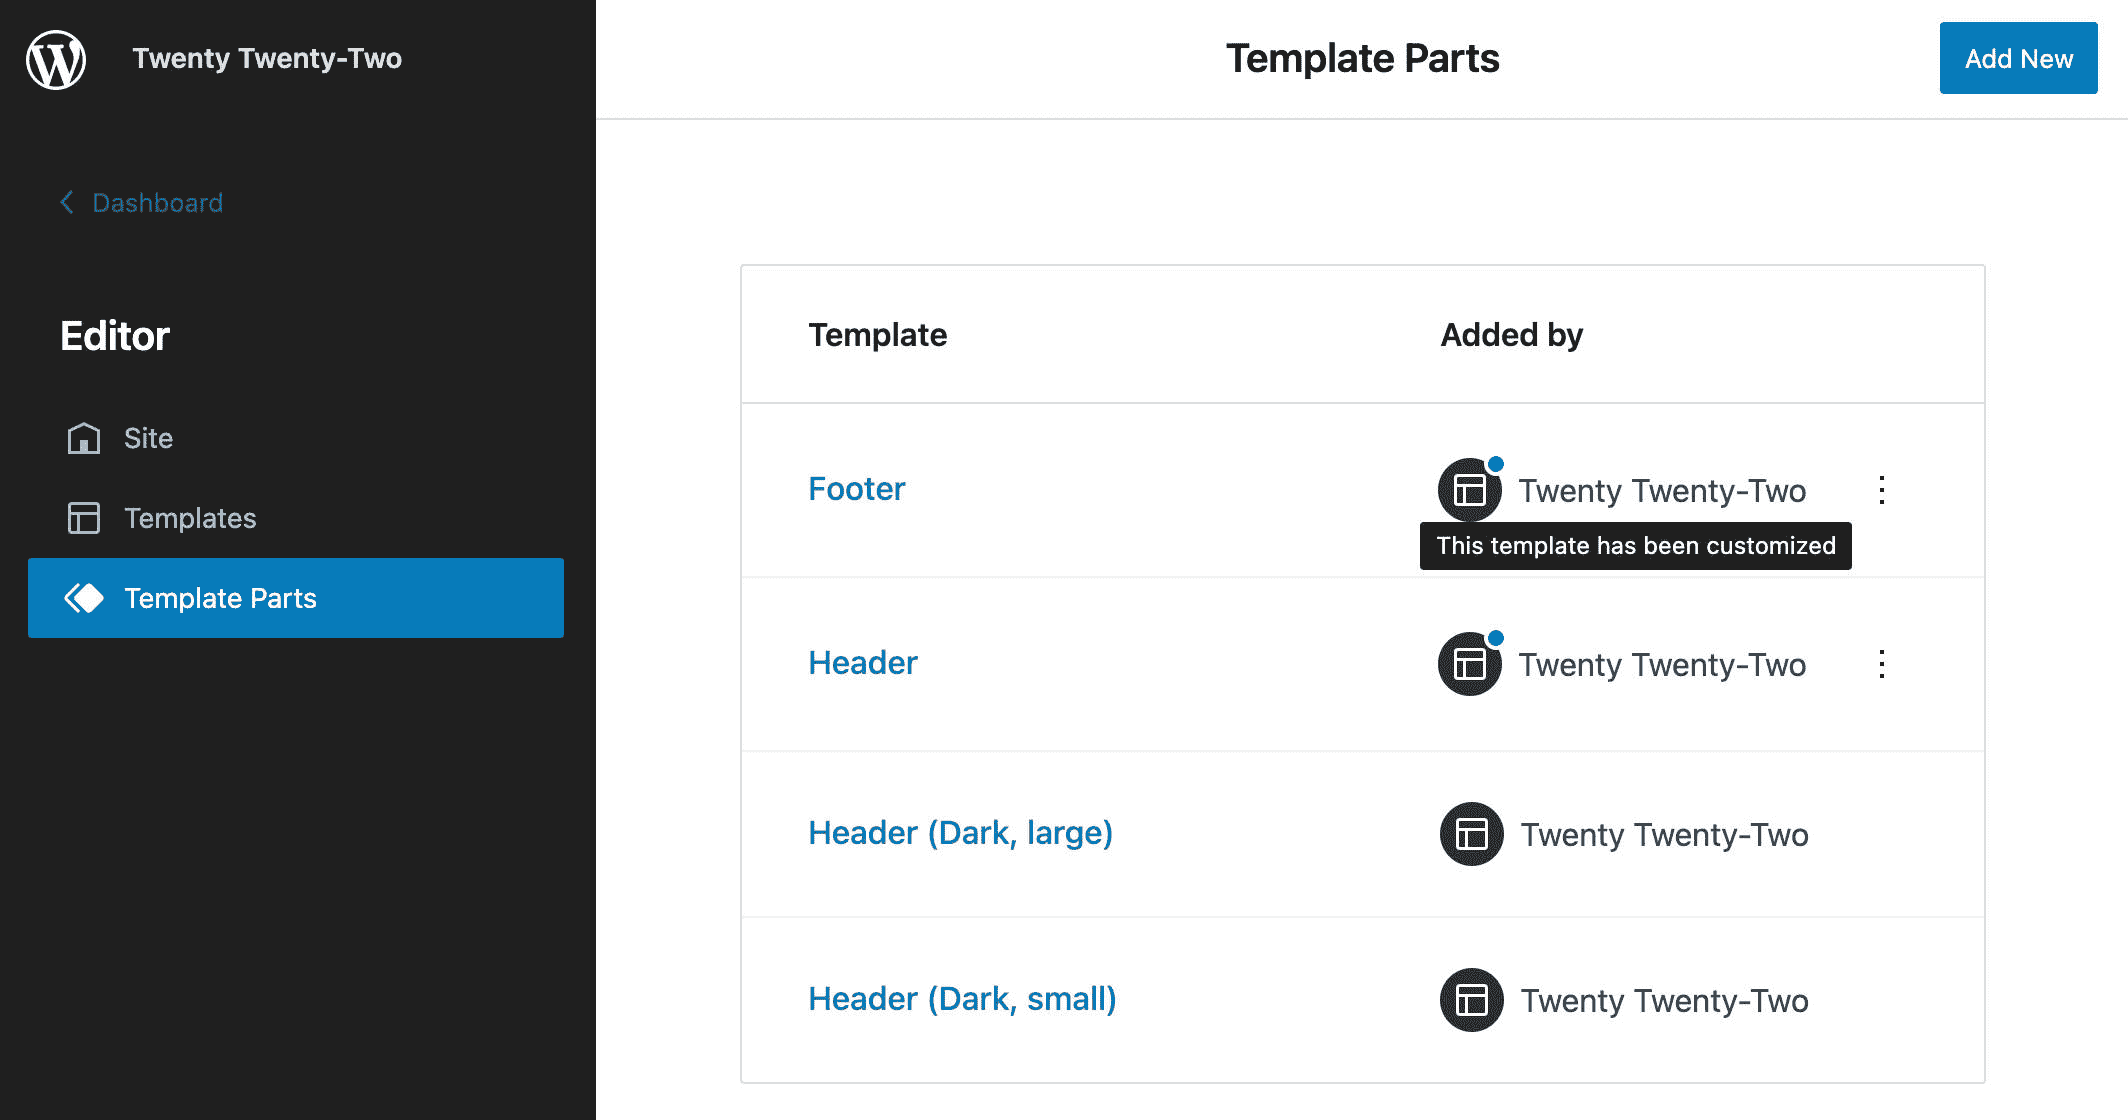 Twenty Twenty-Two
Template Parts
Add New
Dashboard
Editor
Site
Templates
Template Parts
Template
Added by
Footer
Twenty Twenty-Two
This template has been customized
Header
Twenty Twenty-Two
Header (Dark, large)
Twenty Twenty-Two
Header (Dark, small)
Twenty Twenty-Two